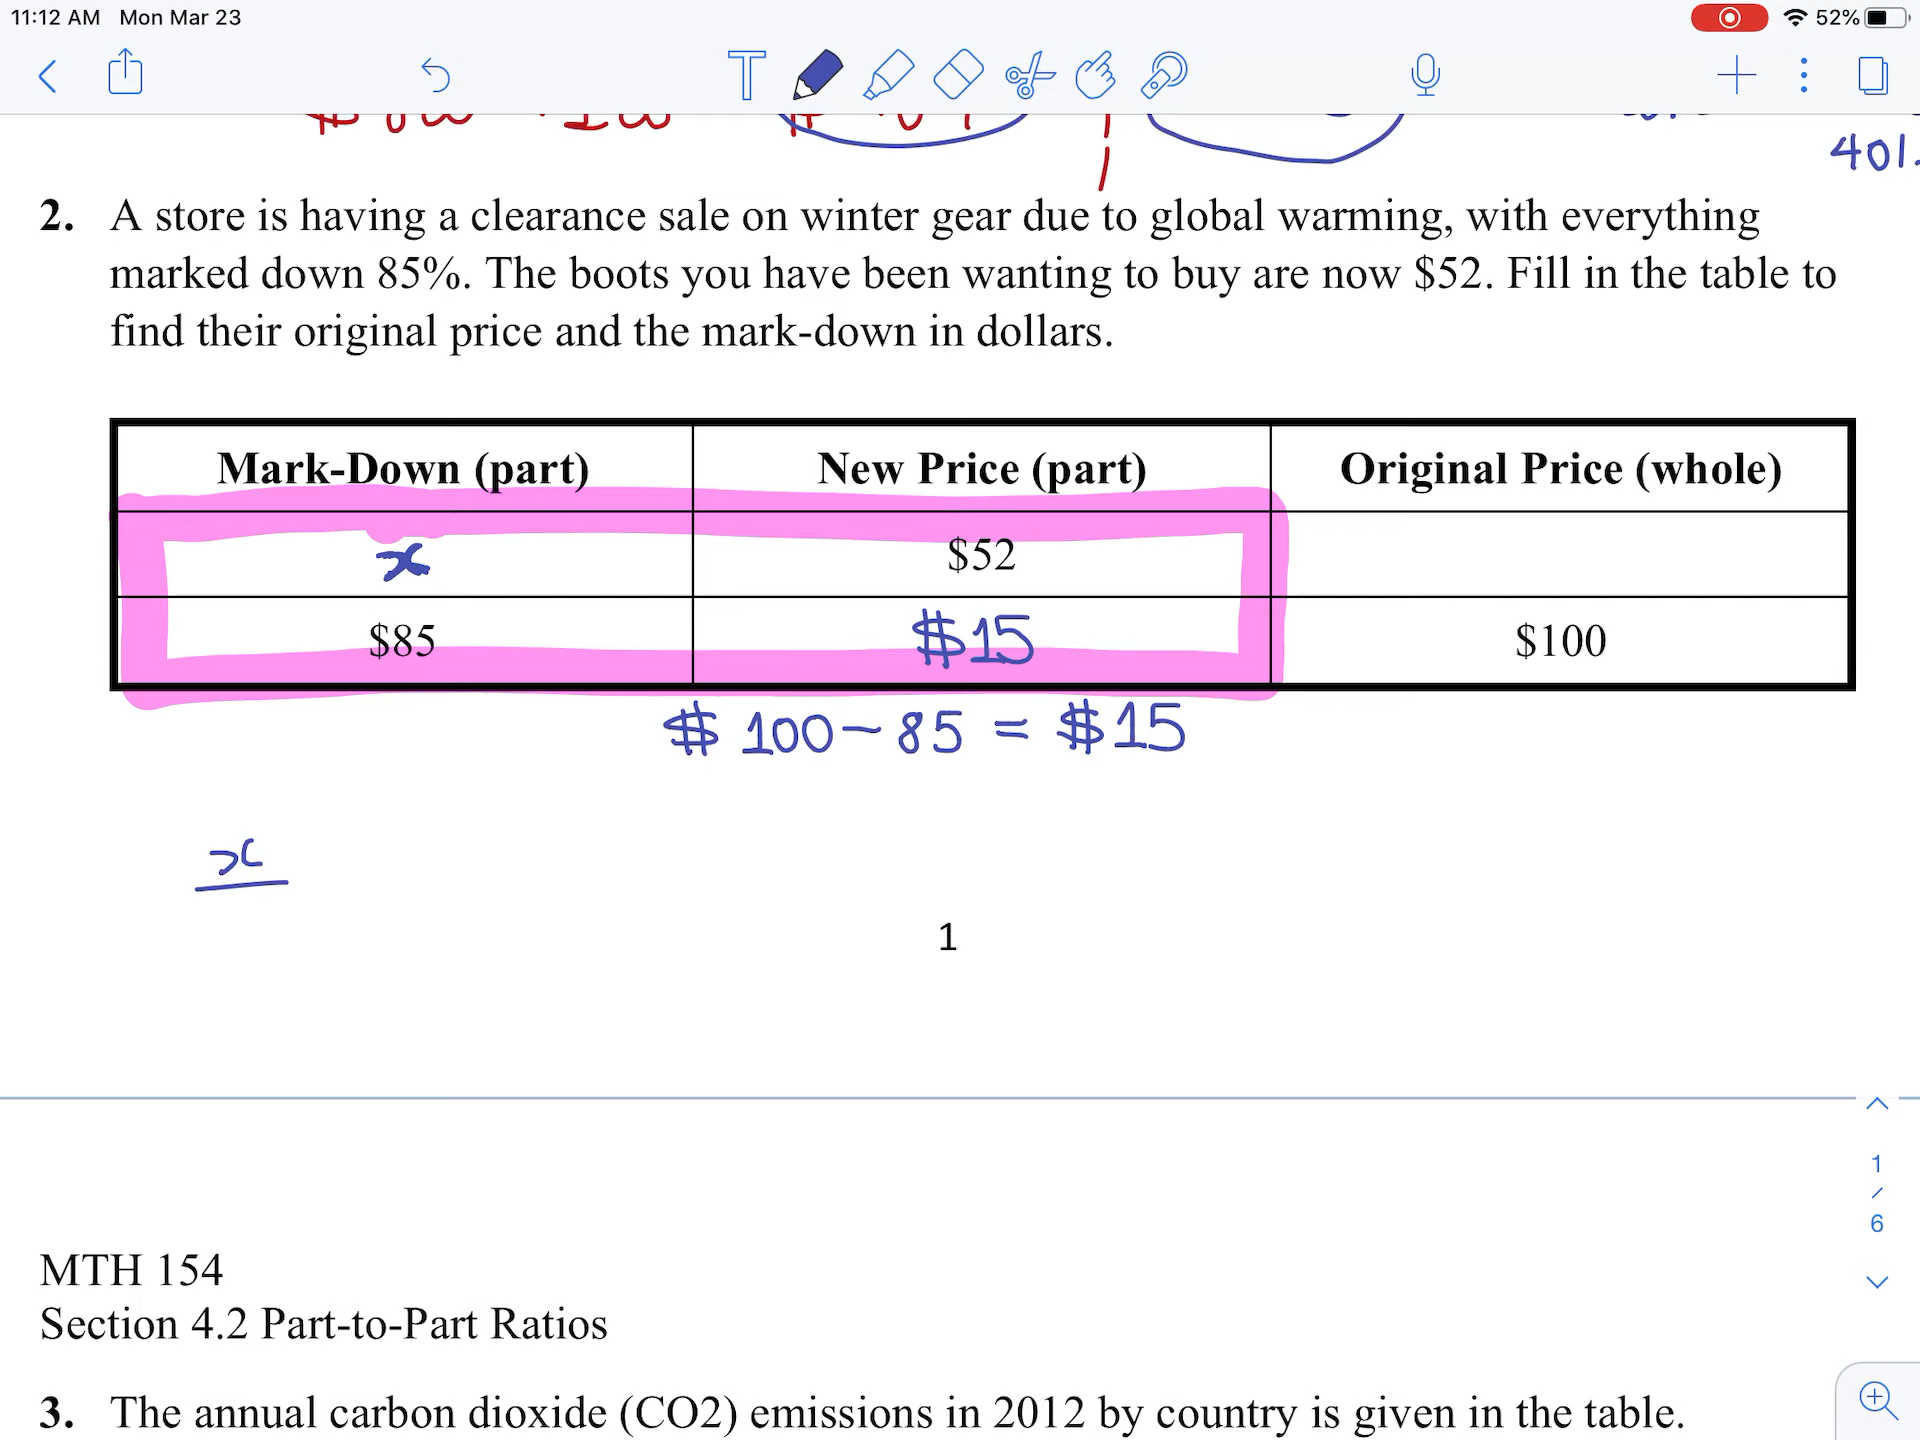 11:12 AM Mon Mar 23 52%
401.
2. A store is having a clearance sale on winter gear due to global warming, with everything
marked down 85%. The boots you have been wanting to buy are now $52. Fill in the table to
find their original price and the mark-down in dollars.
Mark-Down (part) New Price (part) Original Price (whole)
x $52
$85 $15 $100
$ 100 - 85 = $15
x
1
1
/
6
MTH 154
Section 4.2 Part-to-Part Ratios
3. The annual carbon dioxide (CO2) emissions in 2012 by country is given in the table.